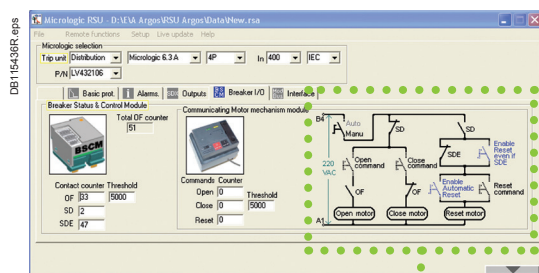 DB115436R.eps
Micrologic RSU - D:\E\A Argos\RSU Argos\Data\New.rsa
File Remote functions Setup Live update Help
Micrologic selection
Trip unit Distribution Micrologic 6.3 A 4P In 400 IEC
P/N LV432106
Basic prot. Alarms. SDX Outputs Breaker I/O Interface
Breaker Status & Control Module
Total OF counter
51
BSCM
Contact counter Threshold
OF 33 5000
SD 2
SDE 47
Communicating Motor mechanism module
Commands Counter
Open 0 Threshold
Close 0 5000
Reset 0
B4
Auto
Manu
SD
SD
220
VAC
Open
command
Close
command
SDE
Enable
Reset
even if
SDE
Enable
Automatic
Reset
Reset
command
OF
OF
A1
Open motor
Close motor
Reset motor